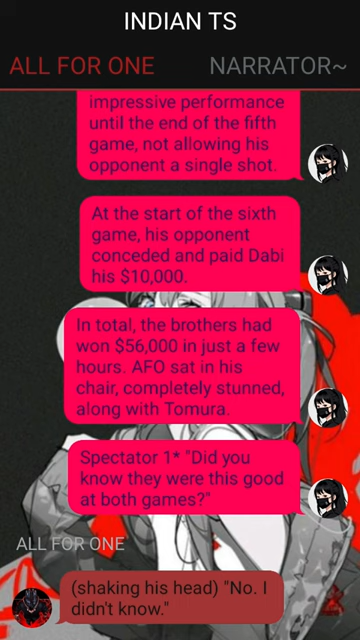 INDIAN TS
ALL FOR ONE NARRATOR~
impressive performance
until the end of the fifth
game, not allowing his
opponent a single shot.
At the start of the sixth
game, his opponent
conceded and paid Dabi
his $10,000.
In total, the brothers had
won $56,000 in just a few
hours. AFO sat in his
chair, completely stunned,
along with Tomura.
Spectator 1* "Did you
know they were this good
at both games?"
ALL FOR ONE
(shaking his head) "No. I
didn't know."